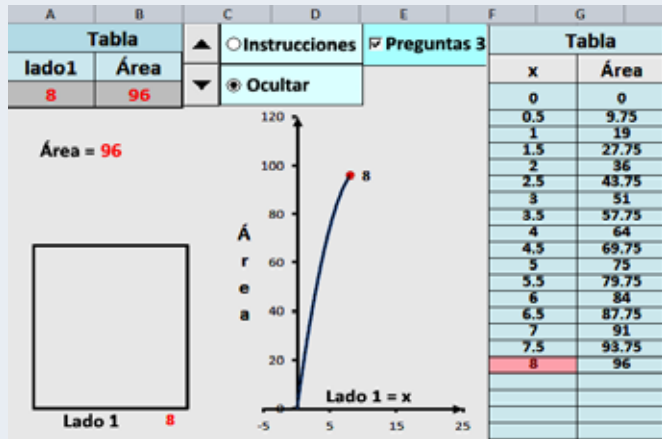 A B C D E F G
Tabla
lado1 Área
8 96
▲
▼
Instrucciones
Preguntas 3
Ocultar
Área = 96
Lado 1 8
Área
120
100
80
60
40
20
0
-5 5 15 25
8
Lado 1 = x
Tabla
x Área
0 0
0.5 9.75
1 19
1.5 27.75
2 36
2.5 43.75
3 51
3.5 57.75
4 64
4.5 69.75
5 75
5.5 79.75
6 84
6.5 87.75
7 91
7.5 93.75
8 96